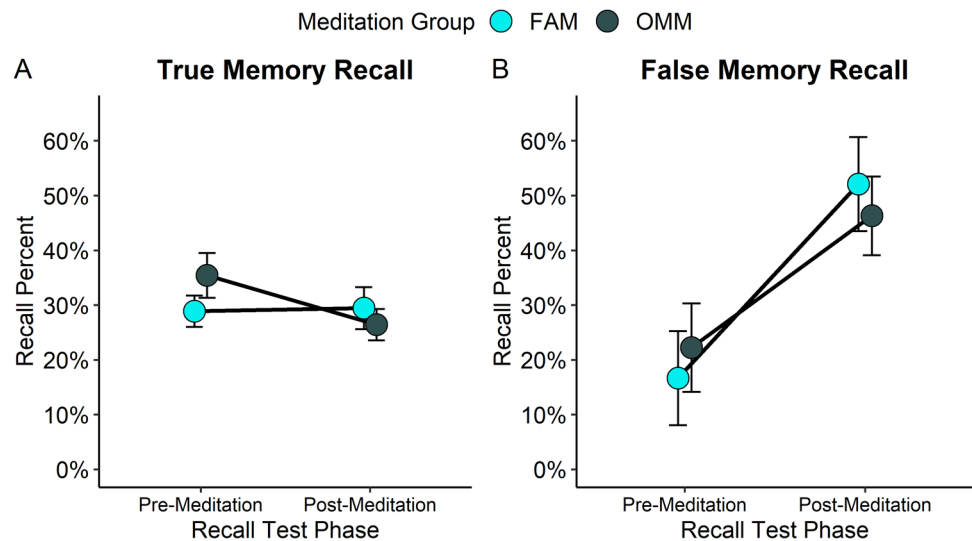 Meditation Group FAM OMM
A True Memory Recall
Recall Percent
60%
50%
40%
30%
20%
10%
0%
Pre-Meditation Post-Meditation
Recall Test Phase
B False Memory Recall
Recall Percent
60%
50%
40%
30%
20%
10%
0%
Pre-Meditation Post-Meditation
Recall Test Phase